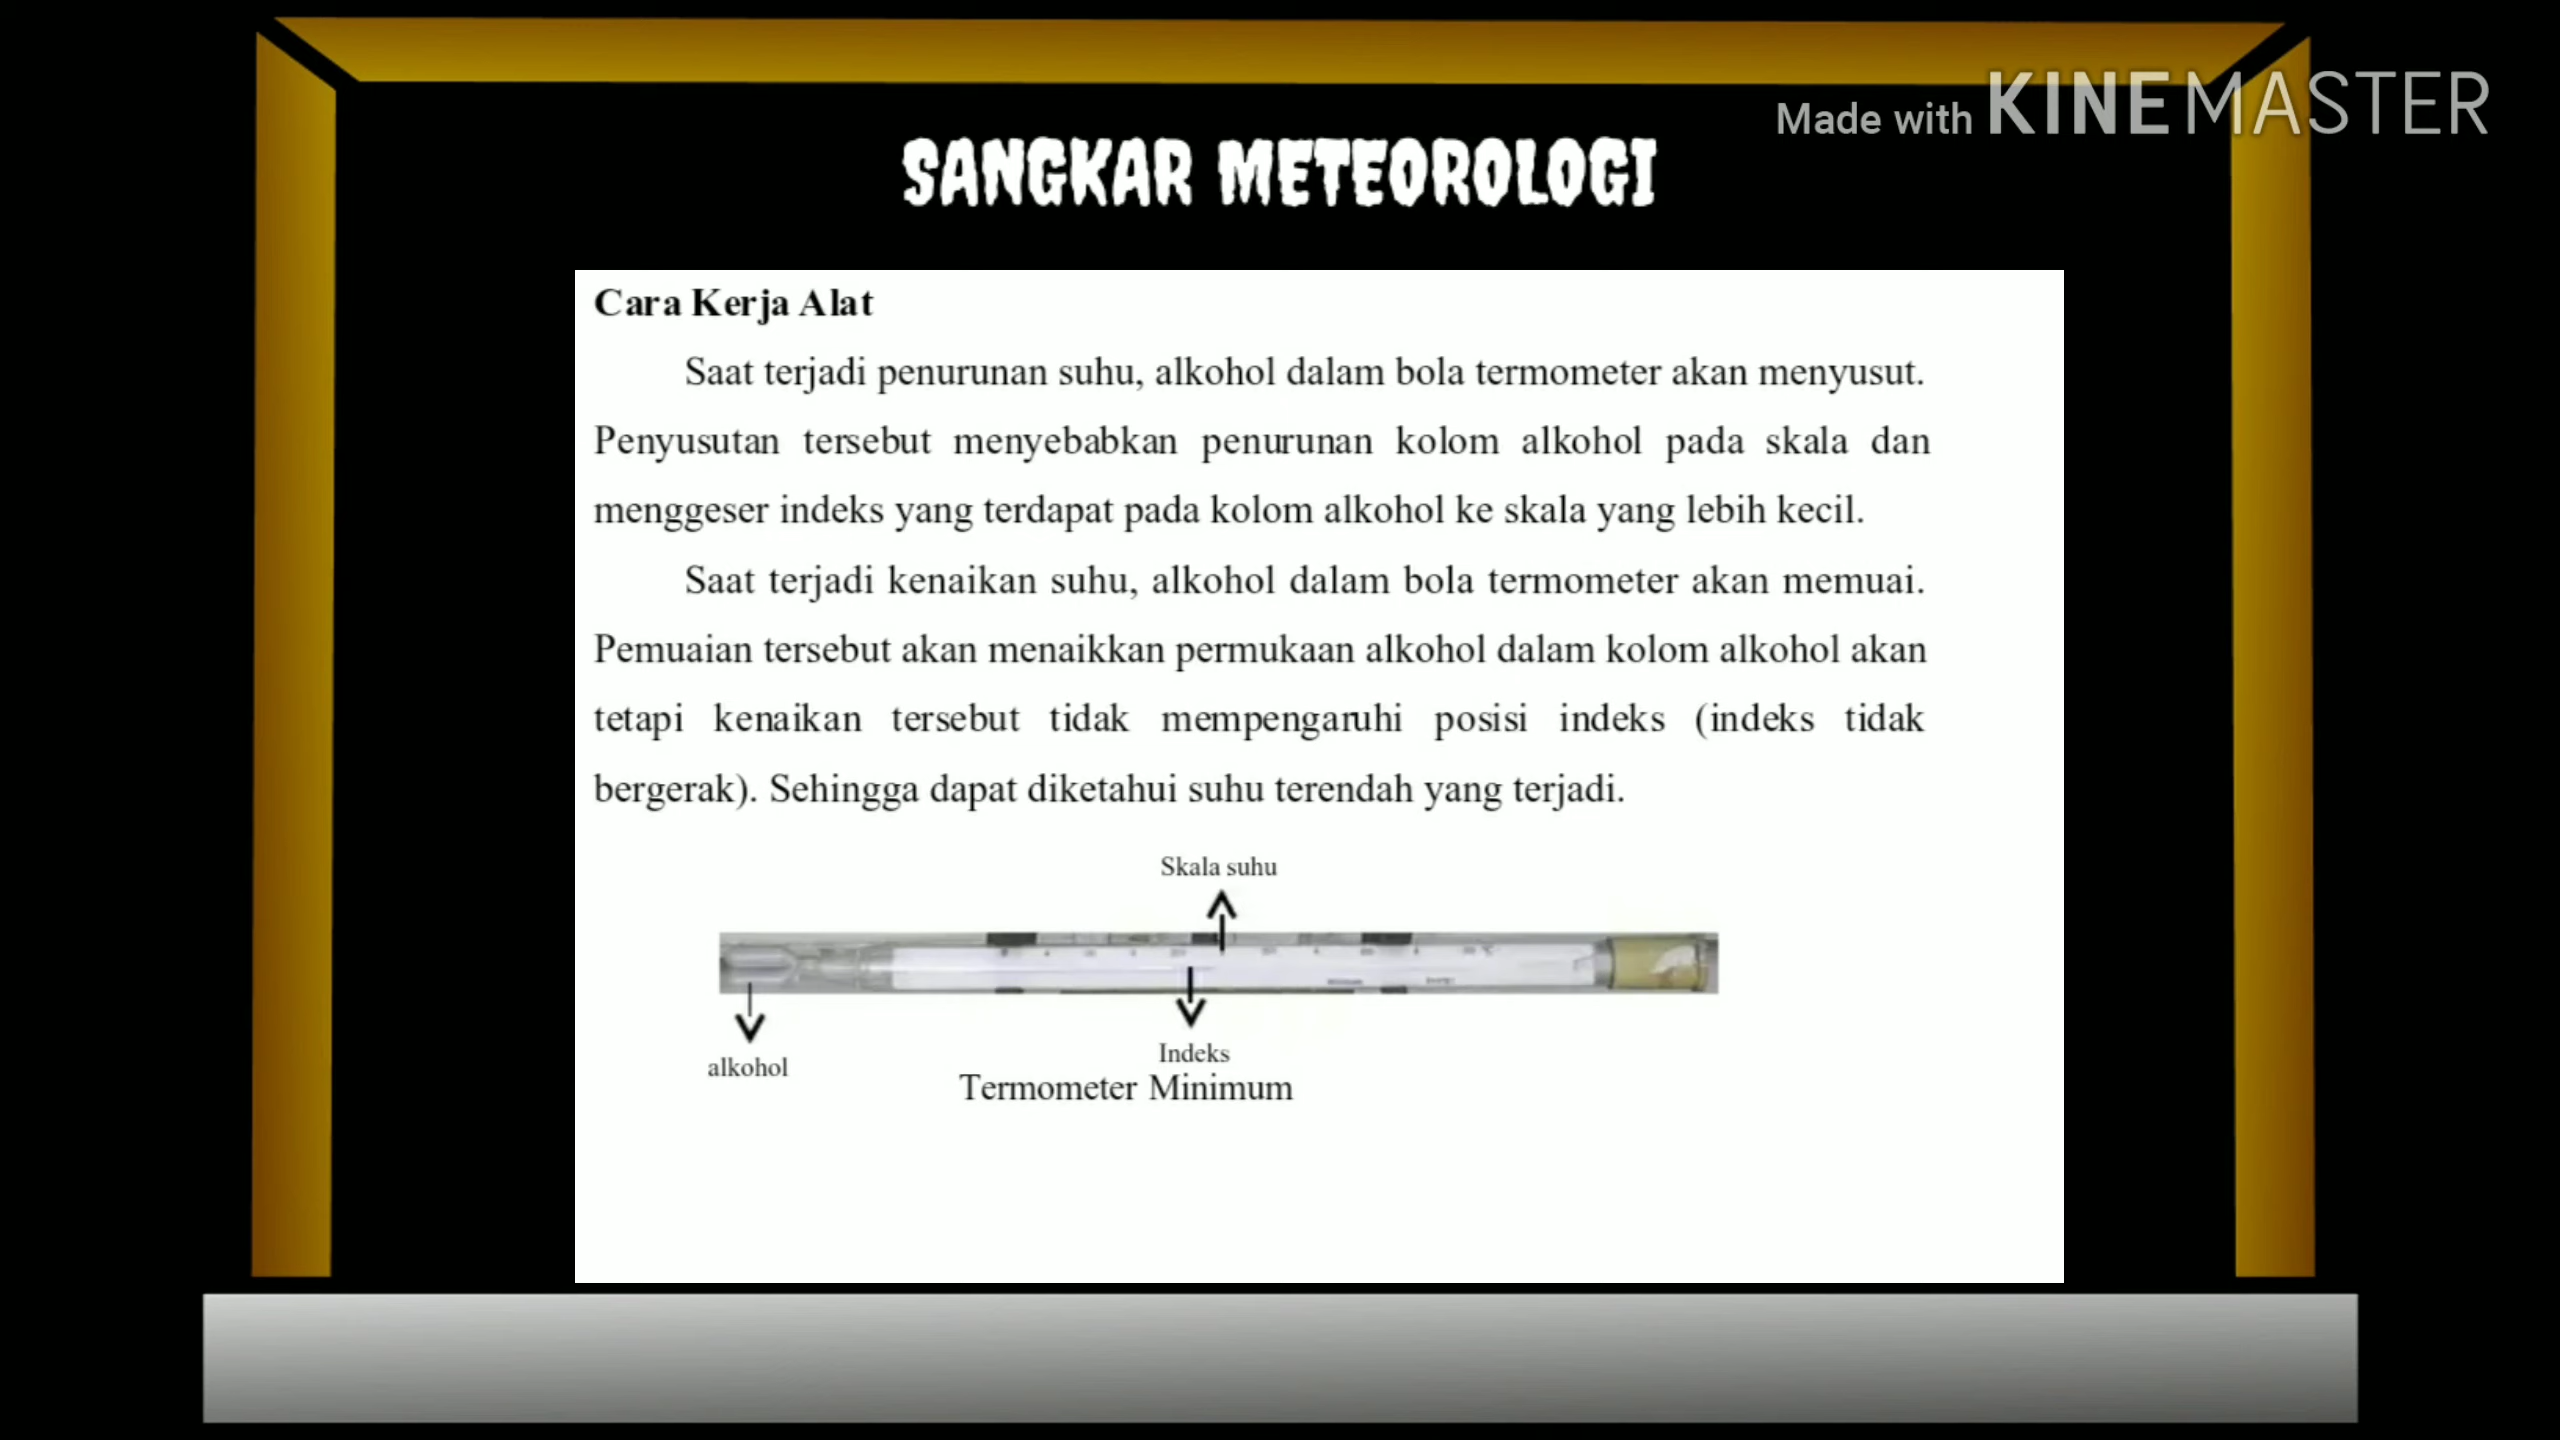 Made with KINEMASTER
SANGKAR METEOROLOGI
Cara Kerja Alat
Saat terjadi penurunan suhu, alkohol dalam bola termometer akan menyusut.
Penyusutan tersebut menyebabkan penurunan kolom alkohol pada skala dan
menggeser indeks yang terdapat pada kolom alkohol ke skala yang lebih kecil.
Saat terjadi kenaikan suhu, alkohol dalam bola termometer akan memuai.
Pemuaian tersebut akan menaikkan permukaan alkohol dalam kolom alkohol akan
tetapi kenaikan tersebut tidak mempengaruhi posisi indeks (indeks tidak
bergerak). Sehingga dapat diketahui suhu terendah yang terjadi.
Skala suhu
Indeks
alkohol
Termometer Minimum